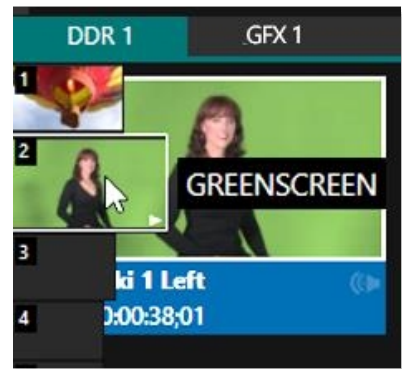 DDR 1 GFX 1
1
2
GREENSCREEN
3
ki 1 Left
4 0:00:38;01